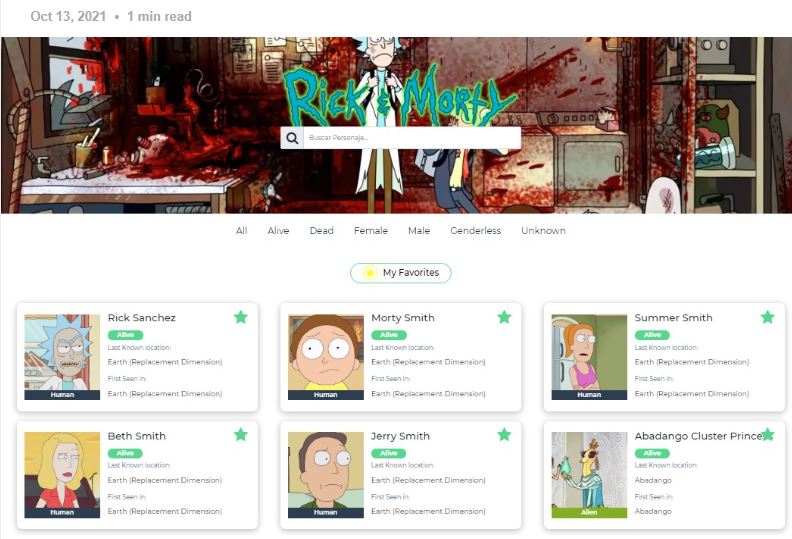 Oct 13, 2021 • 1 min read
Rick & Morty
Buscar Personaje...
All Alive Dead Female Male Genderless Unknown
My Favorites
Rick Sanchez
Alive
Last Known location:
Earth (Replacement Dimension)
First Seen in:
Earth (Replacement Dimension)
Human
Morty Smith
Alive
Last Known location:
Earth (Replacement Dimension)
First Seen in:
Earth (Replacement Dimension)
Human
Summer Smith
Alive
Last Known location:
Earth (Replacement Dimension)
First Seen in:
Earth (Replacement Dimension)
Human
Beth Smith
Alive
Last Known location:
Earth (Replacement Dimension)
First Seen in:
Earth (Replacement Dimension)
Human
Jerry Smith
Alive
Last Known location:
Earth (Replacement Dimension)
First Seen in:
Earth (Replacement Dimension)
Human
Abadango Cluster Princess
Alive
Last Known location:
Abadango
First Seen in:
Abadango
Alien